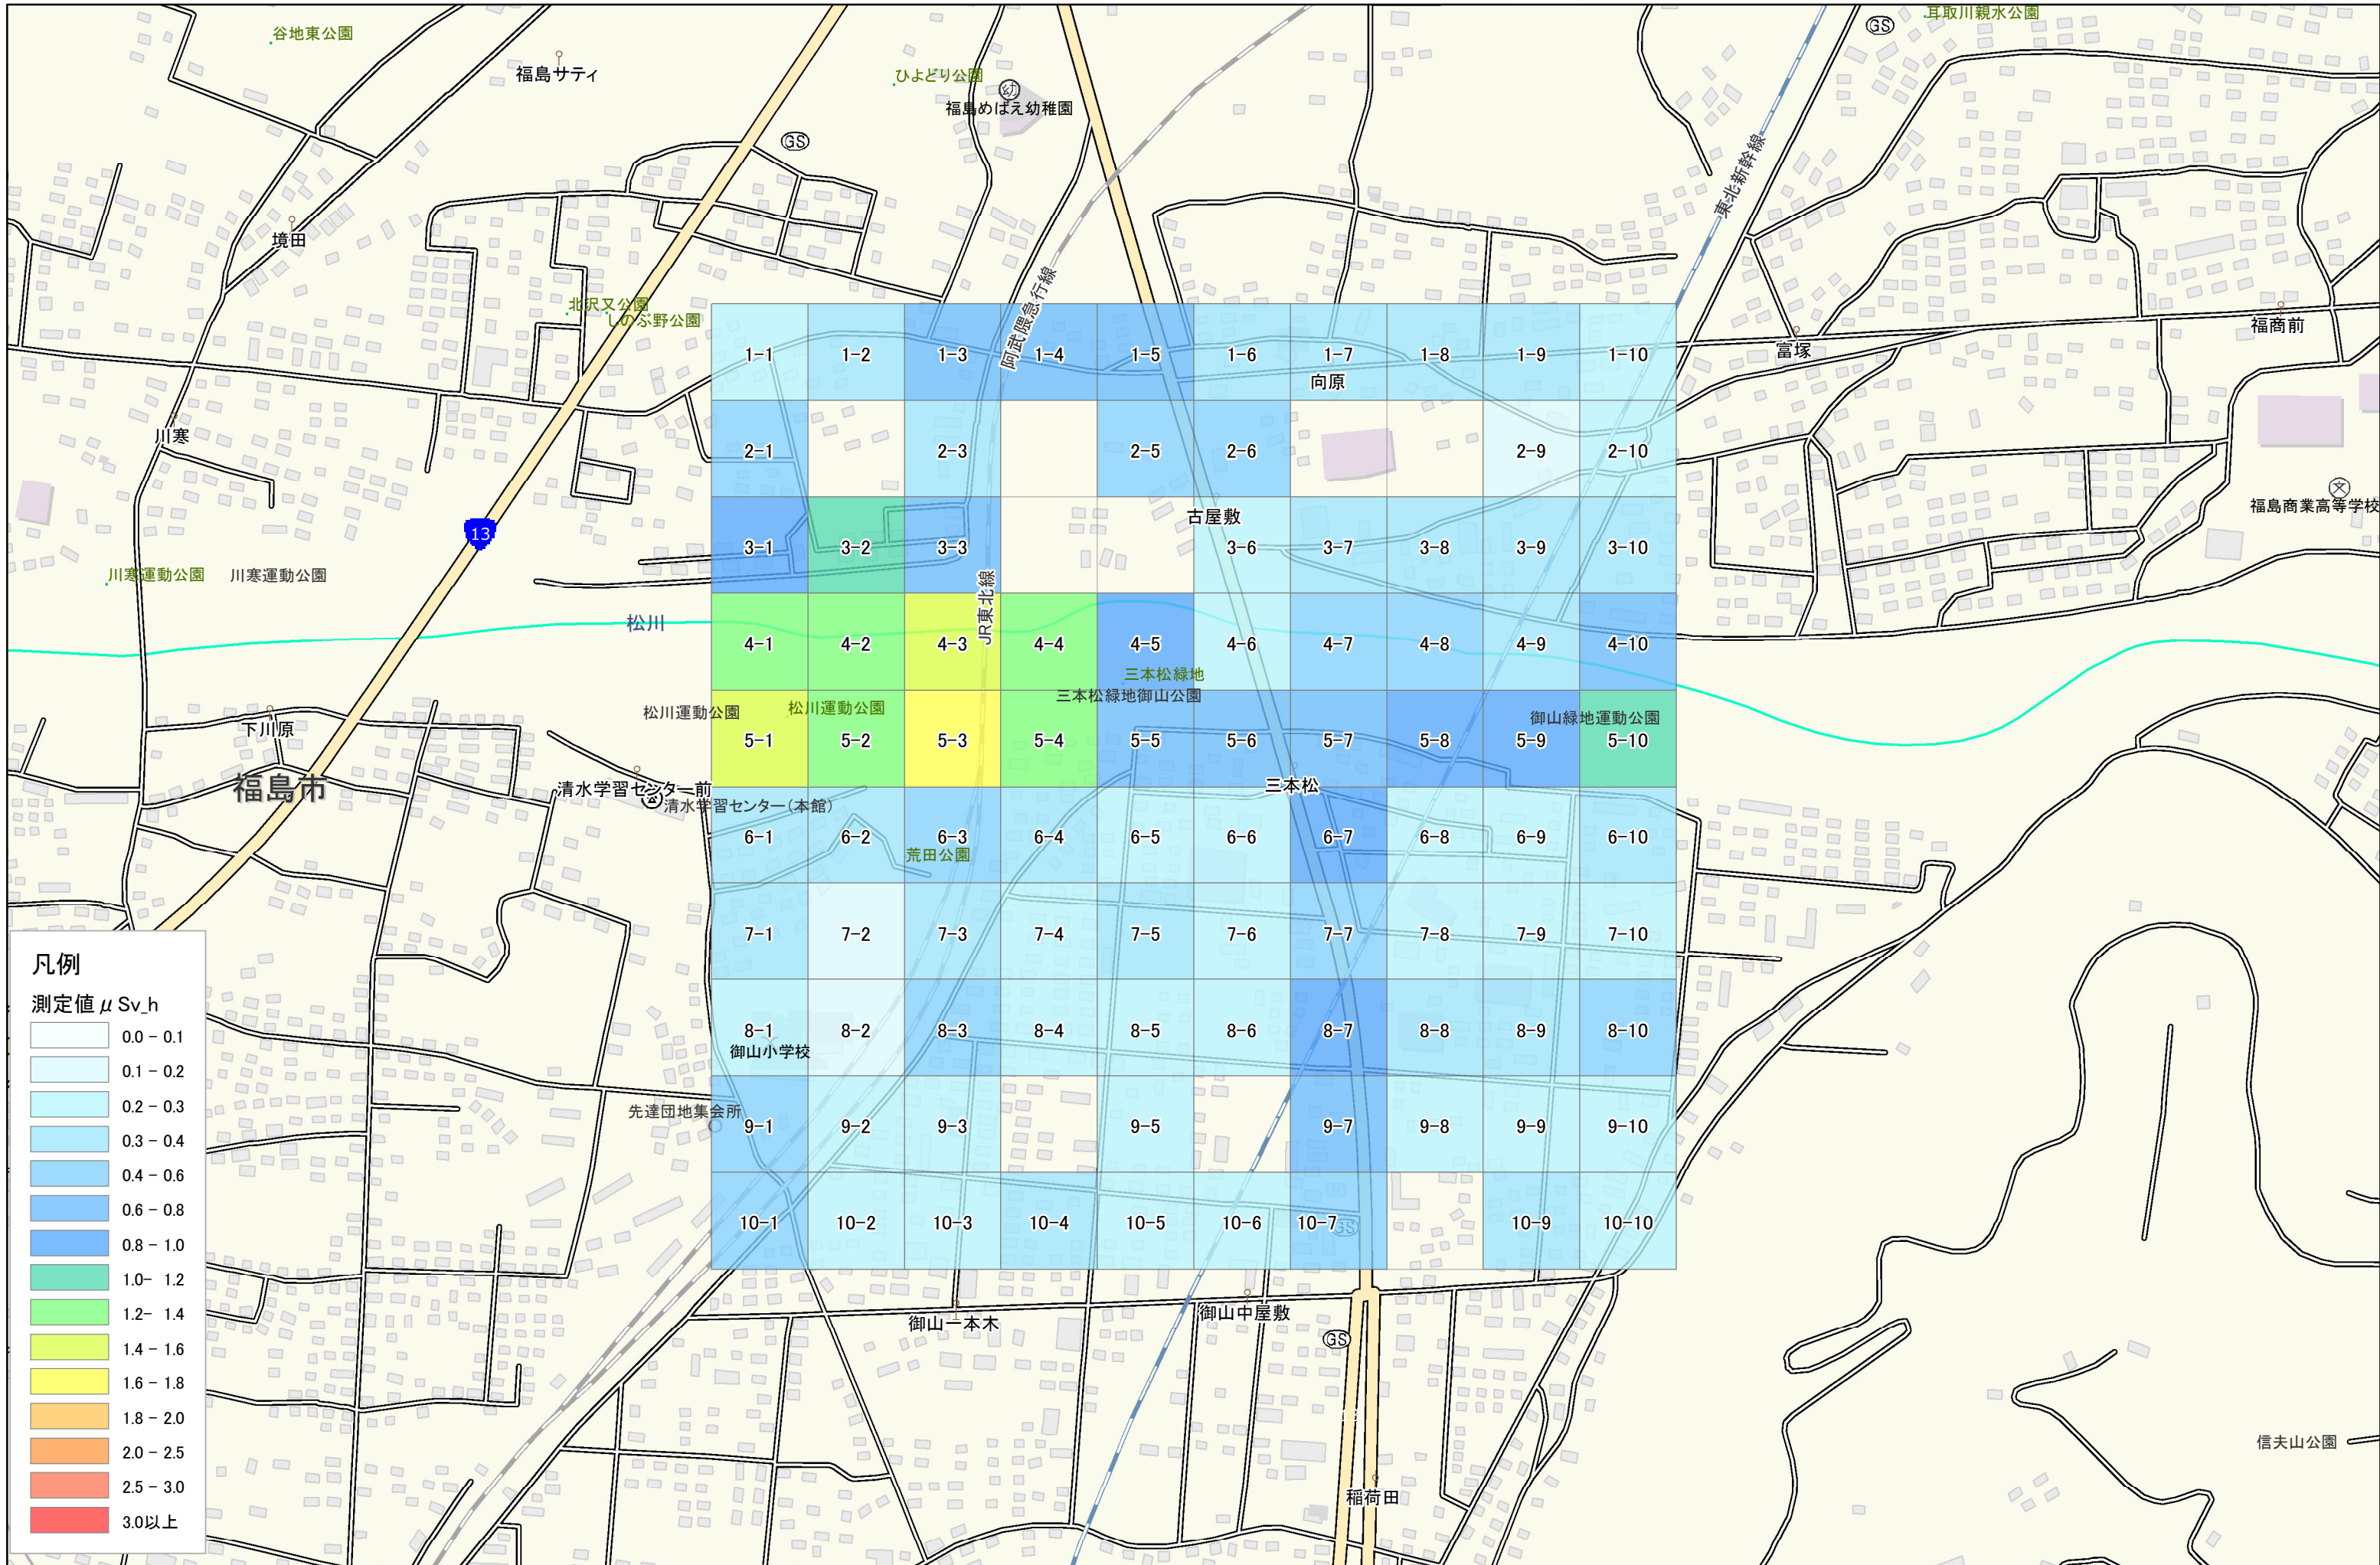 谷地東公園
福島サティ
ひよどり公園
幼
福島めばえ幼稚園
GS
GS
耳取川親水公園
東北新幹線
境田
北沢又公園
しのぶ野公園
阿武隈急行線
富塚
福商前
川寒
13
川寒運動公園
川寒運動公園
松川
福島商業高等学校
文
1-1 1-2 1-3 1-4 1-5 1-6 1-7 1-8 1-9 1-10
向原
2-1 2-3 2-5 2-6 2-9 2-10
古屋敷
3-1 3-2 3-3 3-6 3-7 3-8 3-9 3-10
JR東北線
4-1 4-2 4-3 4-4 4-5 4-6 4-7 4-8 4-9 4-10
三本松緑地
三本松緑地御山公園
松川運動公園
松川運動公園
御山緑地運動公園
5-1 5-2 5-3 5-4 5-5 5-6 5-7 5-8 5-9 5-10
下川原
福島市
清水学習センター前
清水学習センター(本館)
三本松
6-1 6-2 6-3 6-4 6-5 6-6 6-7 6-8 6-9 6-10
荒田公園
7-1 7-2 7-3 7-4 7-5 7-6 7-7 7-8 7-9 7-10
8-1 8-2 8-3 8-4 8-5 8-6 8-7 8-8 8-9 8-10
御山小学校
先達団地集会所
9-1 9-2 9-3 9-5 9-7 9-8 9-9 9-10
10-1 10-2 10-3 10-4 10-5 10-6 10-7 10-9 10-10
GS
御山一本木
御山中屋敷
GS
稲荷田
信夫山公園
凡例
測定値μSv_h
0.0 - 0.1
0.1 - 0.2
0.2 - 0.3
0.3 - 0.4
0.4 - 0.6
0.6 - 0.8
0.8 - 1.0
1.0- 1.2
1.2- 1.4
1.4 - 1.6
1.6 - 1.8
1.8 - 2.0
2.0 - 2.5
2.5 - 3.0
3.0以上